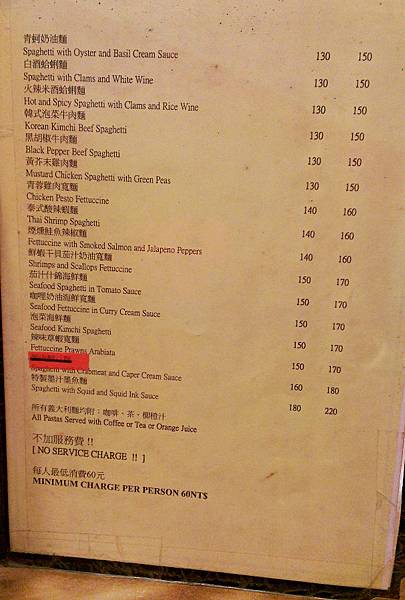 青蚵奶油麵
Spaghetti with Oyster and Basil Cream Sauce 130 150
白酒蛤蜊麵
Spaghetti with Clams and White Wine 130 150
火辣米酒蛤蜊麵
Hot and Spicy Spaghetti with Clams and Rice Wine 130 150
韓式泡菜牛肉麵
Korean Kimchi Beef Spaghetti 130 150
黑胡椒牛肉麵
Black Pepper Beef Spaghetti 130 150
黃芥末雞肉麵
Mustard Chicken Spaghetti with Green Peas 130 150
青蓉雞肉寬麵
Chicken Pesto Fettuccine 140 160
泰式酸辣蝦麵
Thai Shrimp Spaghetti 140 160
煙燻鮭魚辣椒麵
Fettuccine with Smoked Salmon and Jalapeno Peppers 140 160
鮮蝦干貝茄汁奶油寬麵
Shrimps and Scallops Fettuccine 150 170
茄汁什錦海鮮麵
Seafood Spaghetti in Tomato Sauce 150 170
咖哩奶油海鮮寬麵
Seafood Fettuccine in Curry Cream Sauce 150 170
泡菜海鮮麵
Seafood Kimchi Spaghetti 150 170
辣味草蝦寬麵
Fettuccine Prawns Arabiata 150 170
Spaghetti with Crabmeat and Caper Cream Sauce 160 180
特製墨汁墨魚麵
Spaghetti with Squid and Squid Ink Sauce 180 220
所有義大利麵均附：咖啡、茶、柳橙汁
All Pastas Served with Coffee or Tea or Orange Juice
不加服務費 !!
[ NO SERVICE CHARGE !! ]
每人最低消費60元
MINIMUM CHARGE PER PERSON 60NT$